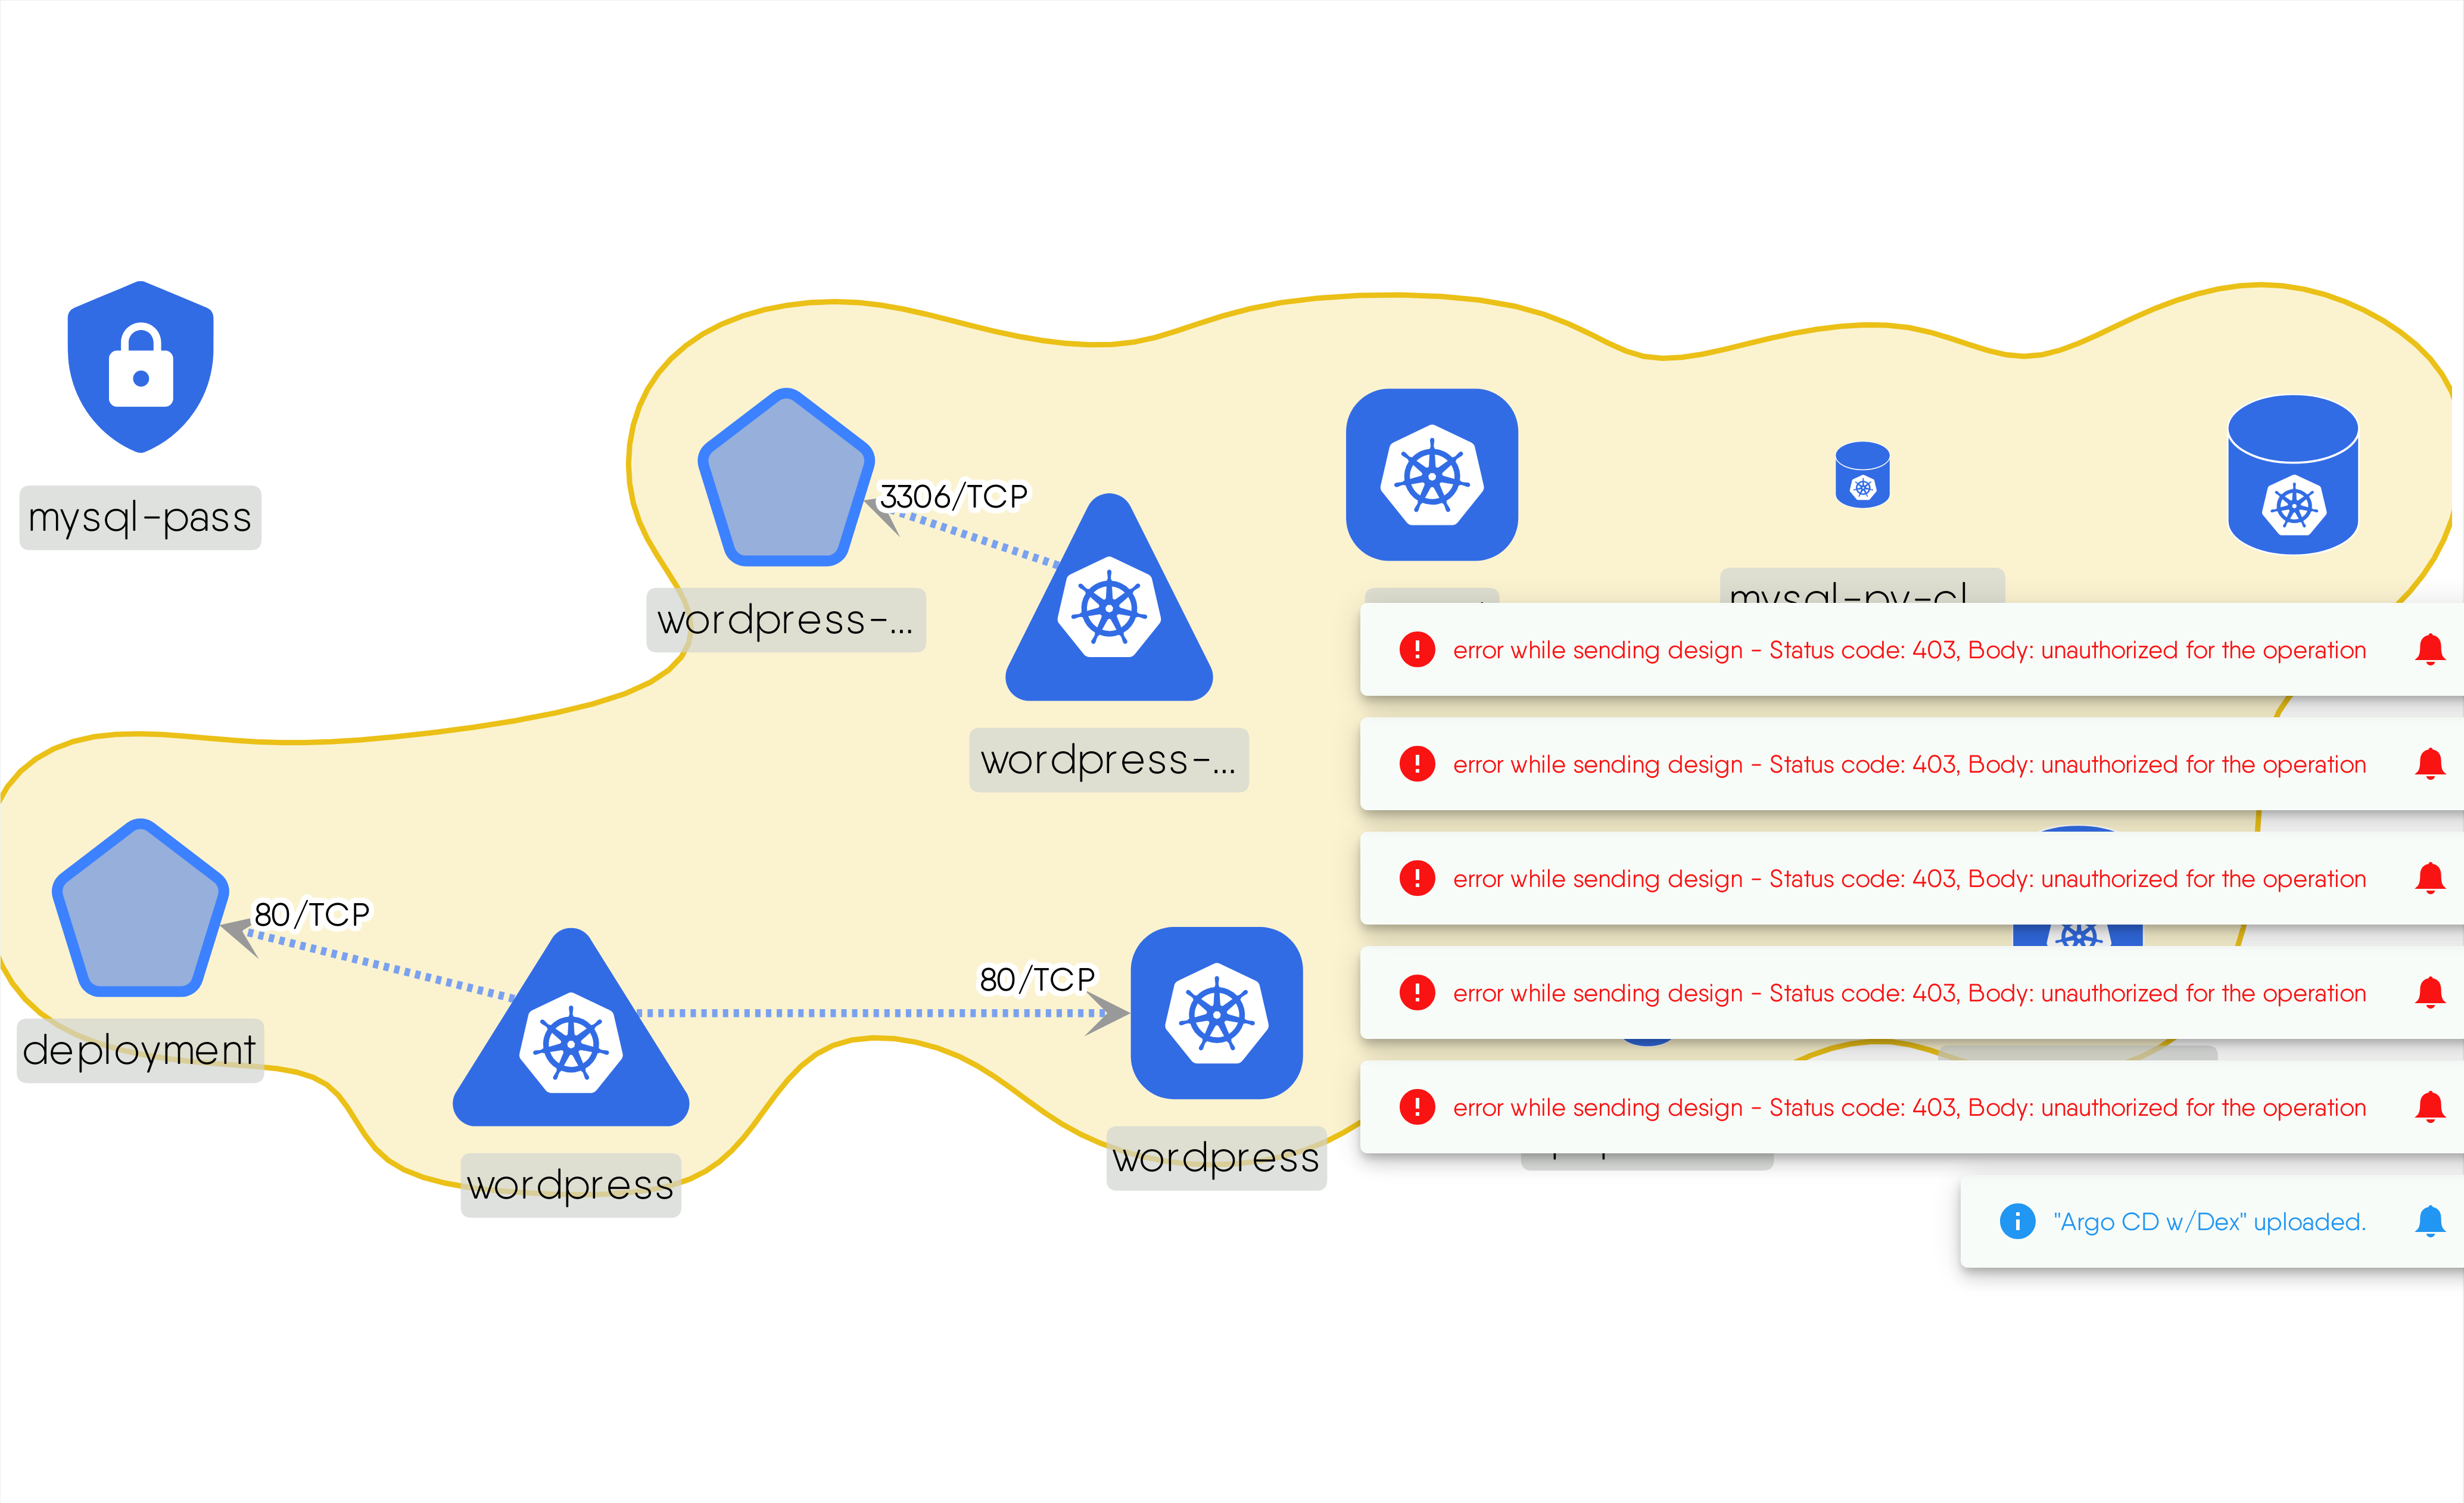 mysql-pass
3306/TCP
wordpress-...
wordpress-...
mysql-pv-cl...
error while sending design - Status code: 403, Body: unauthorized for the operation
error while sending design - Status code: 403, Body: unauthorized for the operation
error while sending design - Status code: 403, Body: unauthorized for the operation
error while sending design - Status code: 403, Body: unauthorized for the operation
error while sending design - Status code: 403, Body: unauthorized for the operation
80/TCP
80/TCP
deployment
wordpress
wordpress
"Argo CD w/Dex" uploaded.